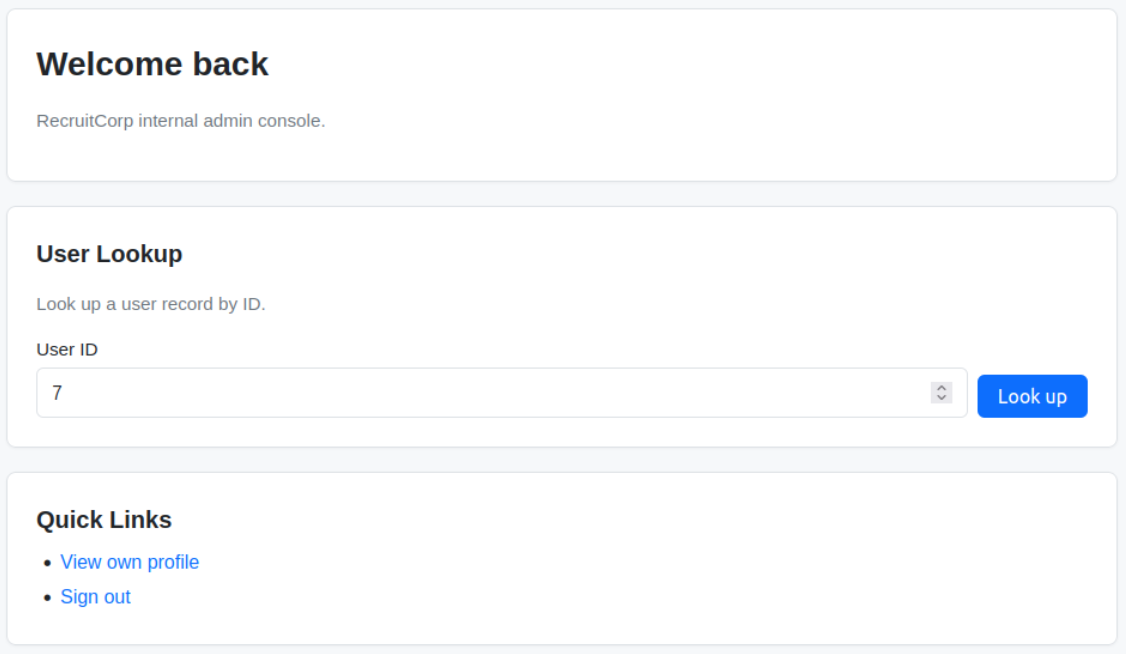 Welcome back
RecruitCorp internal admin console.
User Lookup
Look up a user record by ID.
User ID
7
Look up
Quick Links
View own profile
Sign out